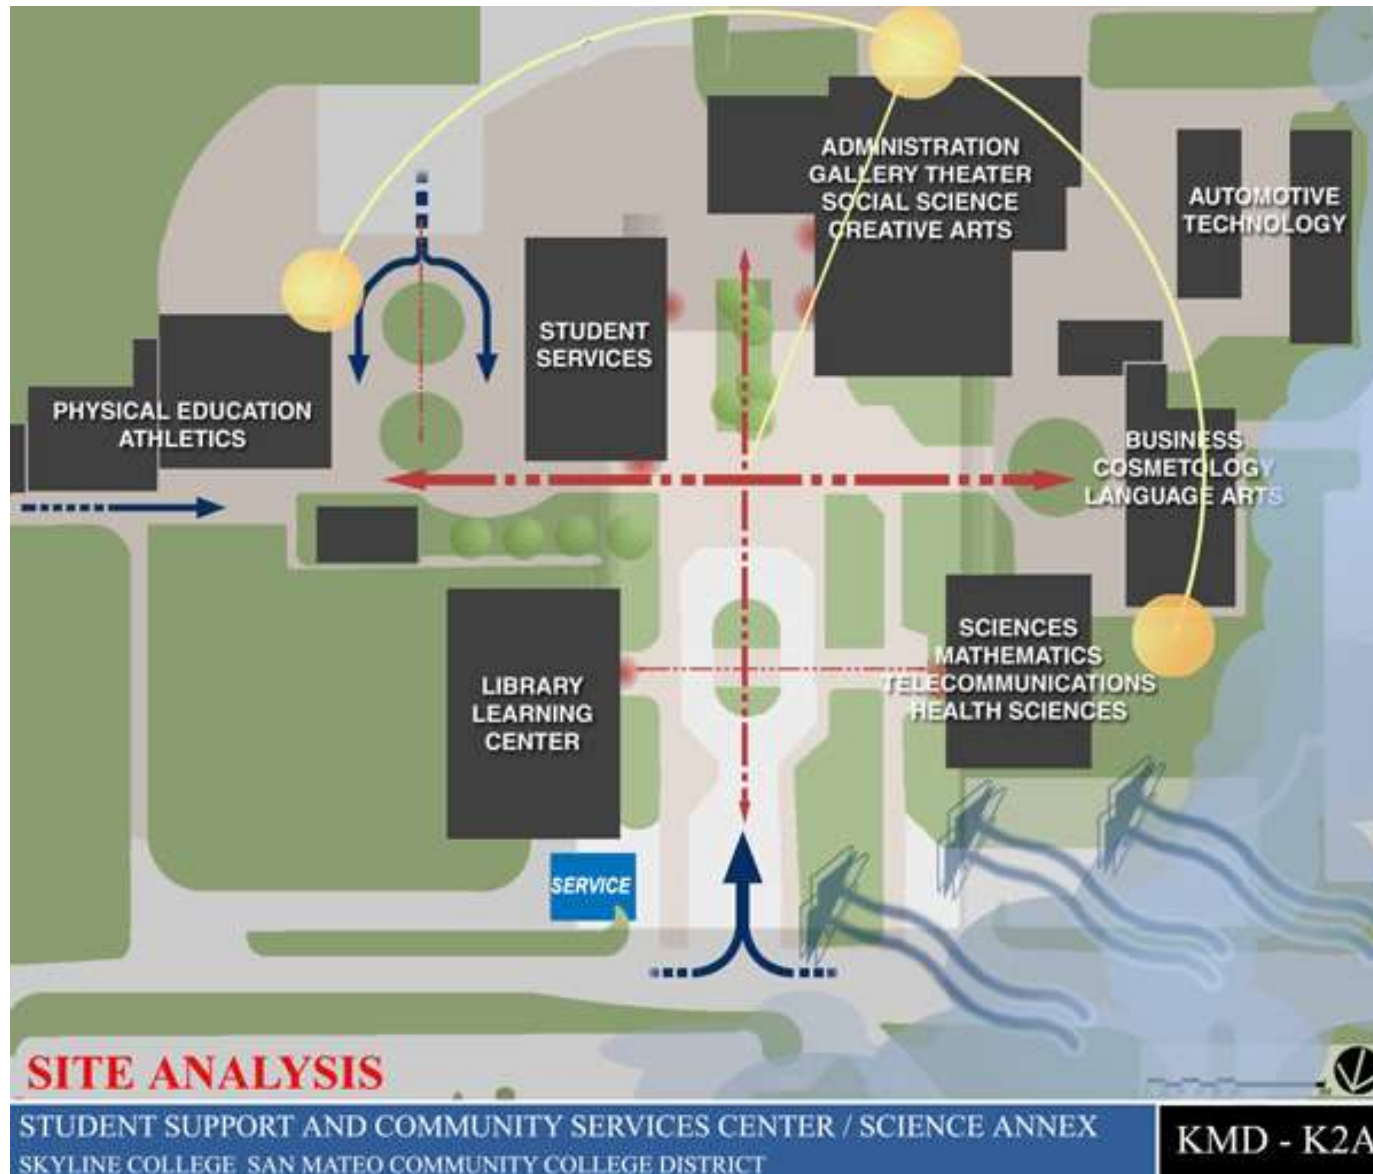 ADMINISTRATION
GALLERY THEATER
SOCIAL SCIENCE
CREATIVE ARTS
AUTOMOTIVE
TECHNOLOGY
STUDENT
SERVICES
PHYSICAL EDUCATION
ATHLETICS
BUSINESS
COSMETOLOGY
LANGUAGE ARTS
SCIENCES
MATHEMATICS
TELECOMMUNICATIONS
HEALTH SCIENCES
LIBRARY
LEARNING
CENTER
SERVICE
SITE ANALYSIS
STUDENT SUPPORT AND COMMUNITY SERVICES CENTER / SCIENCE ANNEX
SKYLINE COLLEGE SAN MATEO COMMUNITY COLLEGE DISTRICT
KMD - K2A